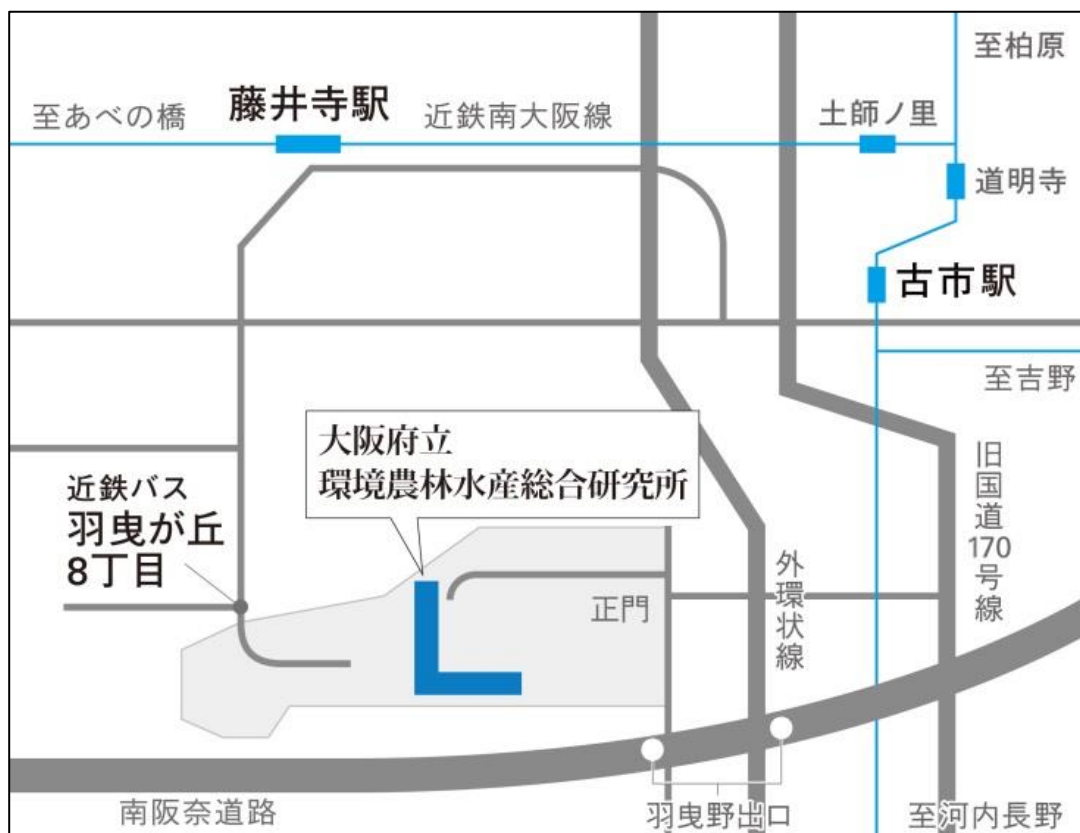 至柏原
藤井寺駅
至あべの橋
近鉄南大阪線
土師ノ里
道明寺
古市駅
至吉野
大阪府立
環境農林水産総合研究所
近鉄バス
羽曳が丘
8丁目
旧国道170号線
外環状線
正門
南阪奈道路
羽曳野出口
至河内長野